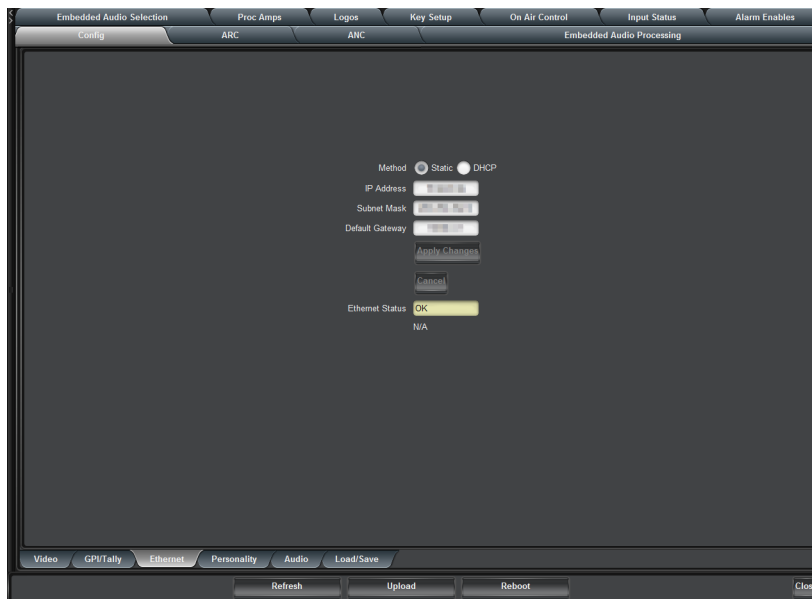 Embedded Audio Selection Proc Amps Logos Key Setup On Air Control Input Status Alarm Enables
Config ARC ANC Embedded Audio Processing
Method Static DHCP
IP Address
Subnet Mask
Default Gateway
Apply Changes
Cancel
Ethernet Status OK
N/A
Video GPI/Tally Ethernet Personality Audio Load/Save
Refresh Upload Reboot Clos